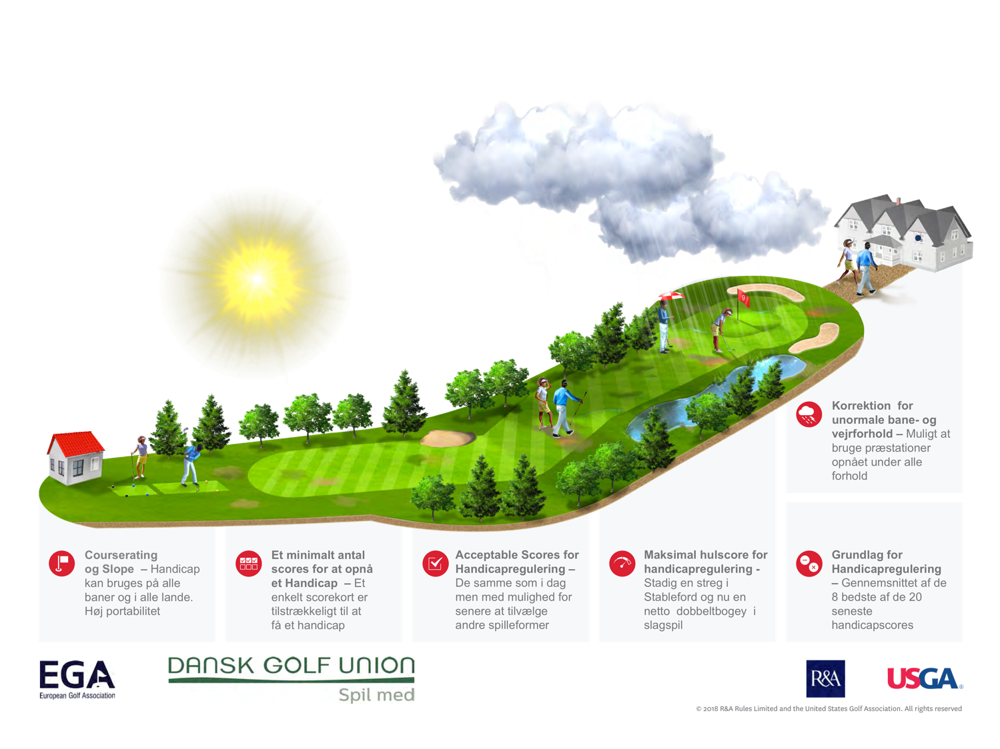 9
Korrektion for
unormale bane- og
vejrforhold – Muligt at
bruge præstationer
opnået under alle
forhold
Courserating
og Slope – Handicap
kan bruges på alle
baner og i alle lande.
Høj portabilitet
Et minimalt antal
scores for at opnå
et Handicap – Et
enkelt scorekort er
tilstrækkeligt til at
få et handicap
Acceptable Scores for
Handicapregulering –
De samme som i dag
men med mulighed for
senere at tilvælge
andre spilleformer
Maksimal hulscore for
handicapregulering -
Stadig en streg i
Stableford og nu en
netto dobbeltbogey i
slagspil
Grundlag for
Handicapregulering
– Gennemsnittet af de
8 bedste af de 20
seneste
handicapscores
EGA
European Golf Association
DANSK GOLF UNION
Spil med
R&A
USGA®
© 2018 R&A Rules Limited and the United States Golf Association. All rights reserved